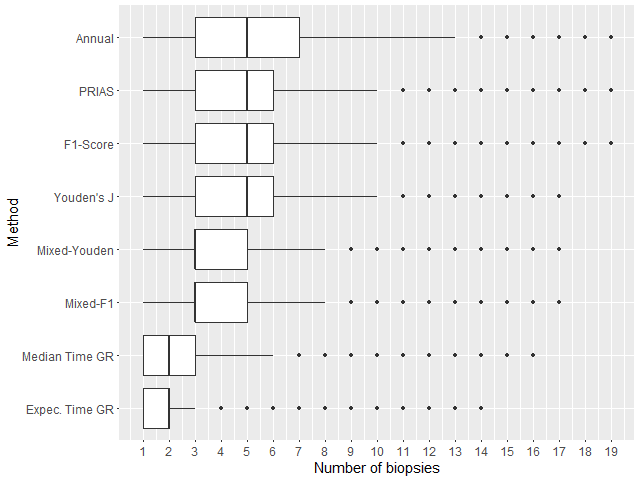 Annual
PRIAS
F1-Score
Youden's J
Mixed-Youden
Mixed-F1
Median Time GR
Expec. Time GR
Method
1 2 3 4 5 6 7 8 9 10 11 12 13 14 15 16 17 18 19
Number of biopsies